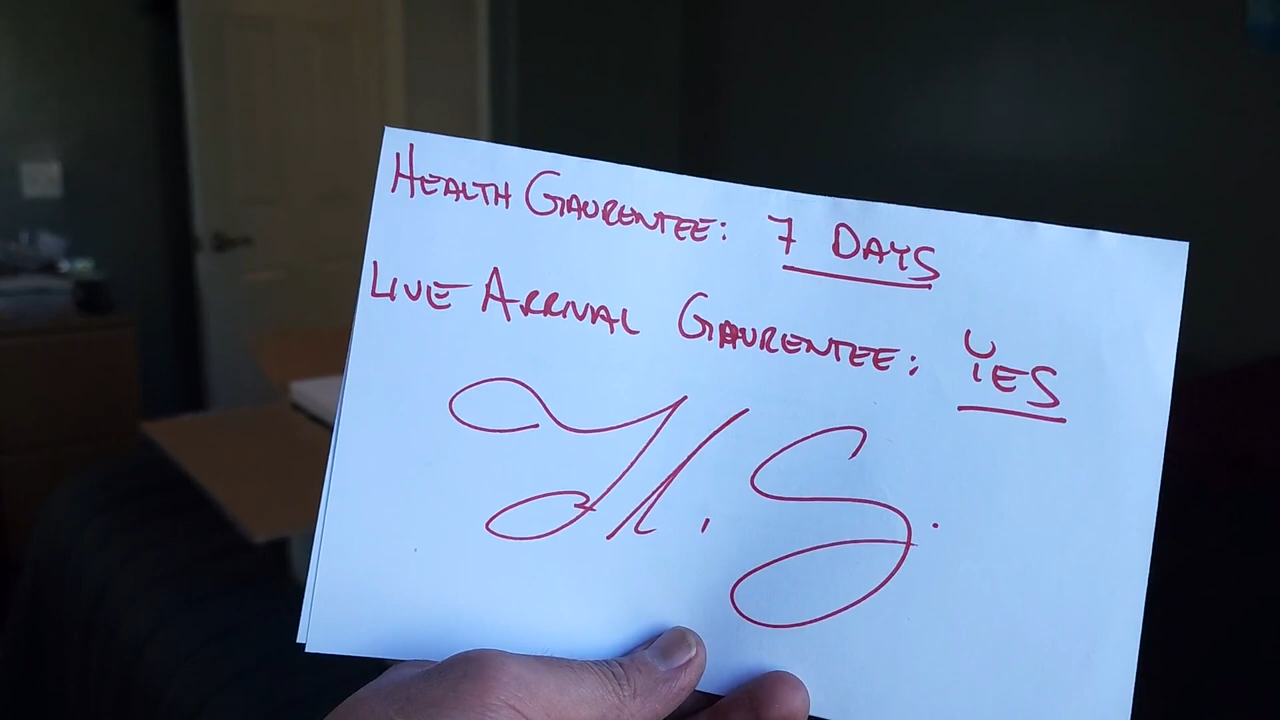 HEALTH GAURENTEE: 7 DAYS
LIVE ARRIVAL GAURENTEE: YES
H. S.